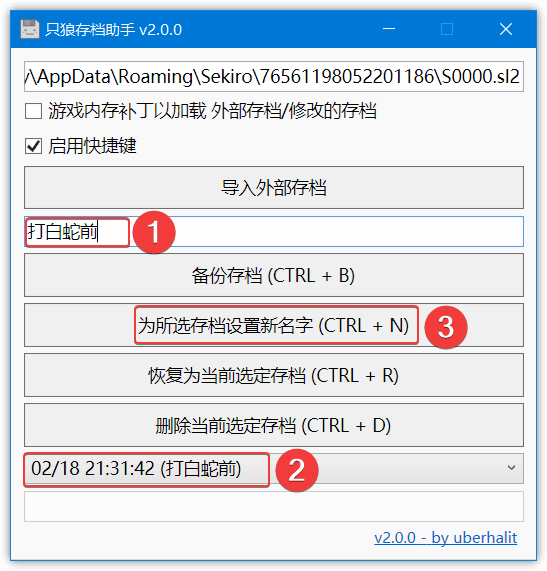 只狼存档助手 v2.0.0
\AppData\Roaming\Sekiro\76561198052201186\S0000.sl2
游戏内存补丁以加载 外部存档/修改的存档
启用快捷键
导入外部存档
打白蛇前 1
备份存档 (CTRL + B)
为所选存档设置新名字 (CTRL + N) 3
恢复为当前选定存档 (CTRL + R)
删除当前选定存档 (CTRL + D)
02/18 21:31:42 (打白蛇前) 2
v2.0.0 - by uberhalit